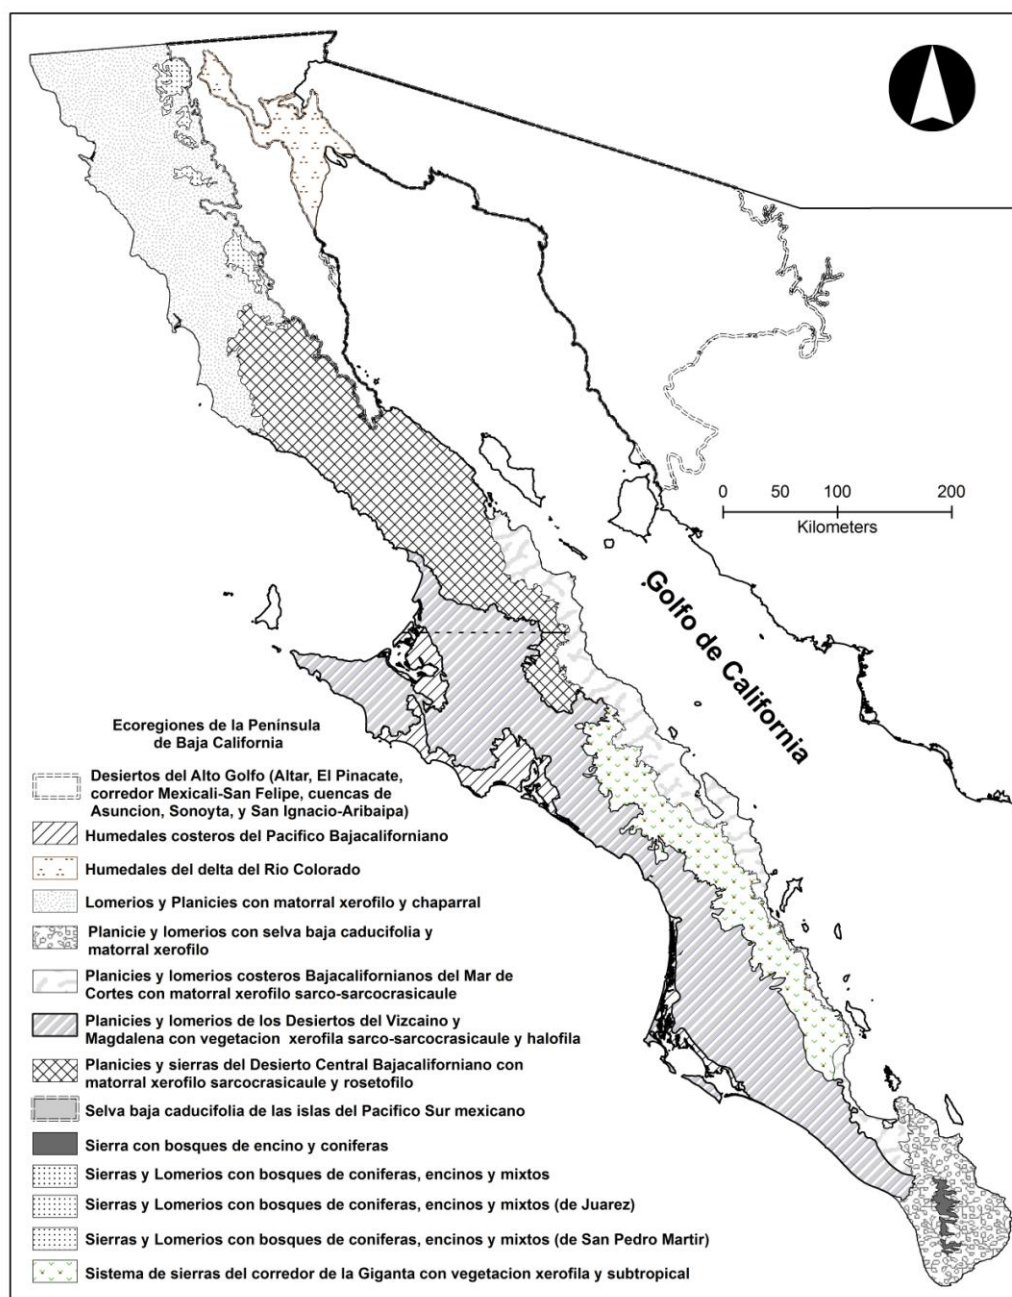 0 50 100 200
Kilometers
Golfo de California
Ecoregiones de la Península
de Baja California
Desiertos del Alto Golfo (Altar, El Pinacate,
corredor Mexicali-San Felipe, cuencas de
Asuncion, Sonoyta, y San Ignacio-Aribaipa)
Humedales costeros del Pacifico Bajacaliforniano
Humedales del delta del Rio Colorado
Lomerios y Planicies con matorral xerofilo y chaparral
Planicie y lomerios con selva baja caducifolia y
matorral xerofilo
Planicies y lomerios costeros Bajacalifornianos del Mar de
Cortes con matorral xerofilo sarco-sarcocrasicaule
Planicies y lomerios de los Desiertos del Vizcaino y
Magdalena con vegetacion xerofila sarco-sarcocrasicaule y halofila
Planicies y sierras del Desierto Central Bajacaliforniano con
matorral xerofilo sarcocrasicaule y rosetofilo
Selva baja caducifolia de las islas del Pacifico Sur mexicano
Sierra con bosques de encino y coniferas
Sierras y Lomerios con bosques de coniferas, encinos y mixtos
Sierras y Lomerios con bosques de coniferas, encinos y mixtos (de Juarez)
Sierras y Lomerios con bosques de coniferas, encinos y mixtos (de San Pedro Martir)
Sistema de sierras del corredor de la Giganta con vegetacion xerofila y subtropical